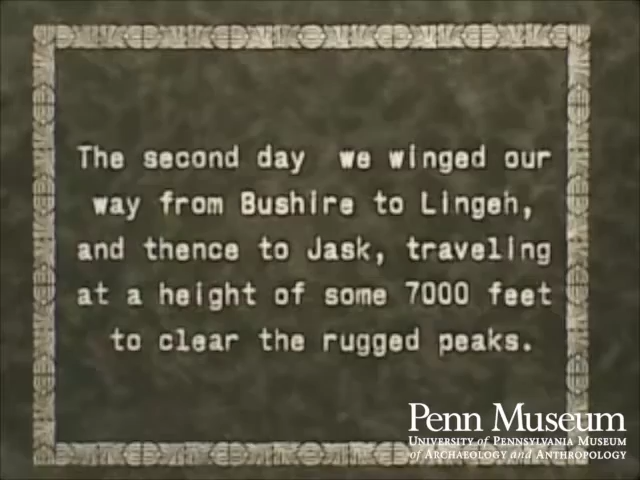 The second day we winged our
way from Bushire to Lingeh,
and thence to Jask, traveling
at a height of some 7000 feet
to clear the rugged peaks.
Penn Museum
University of Pennsylvania Museum
of Archaeology and Anthropology